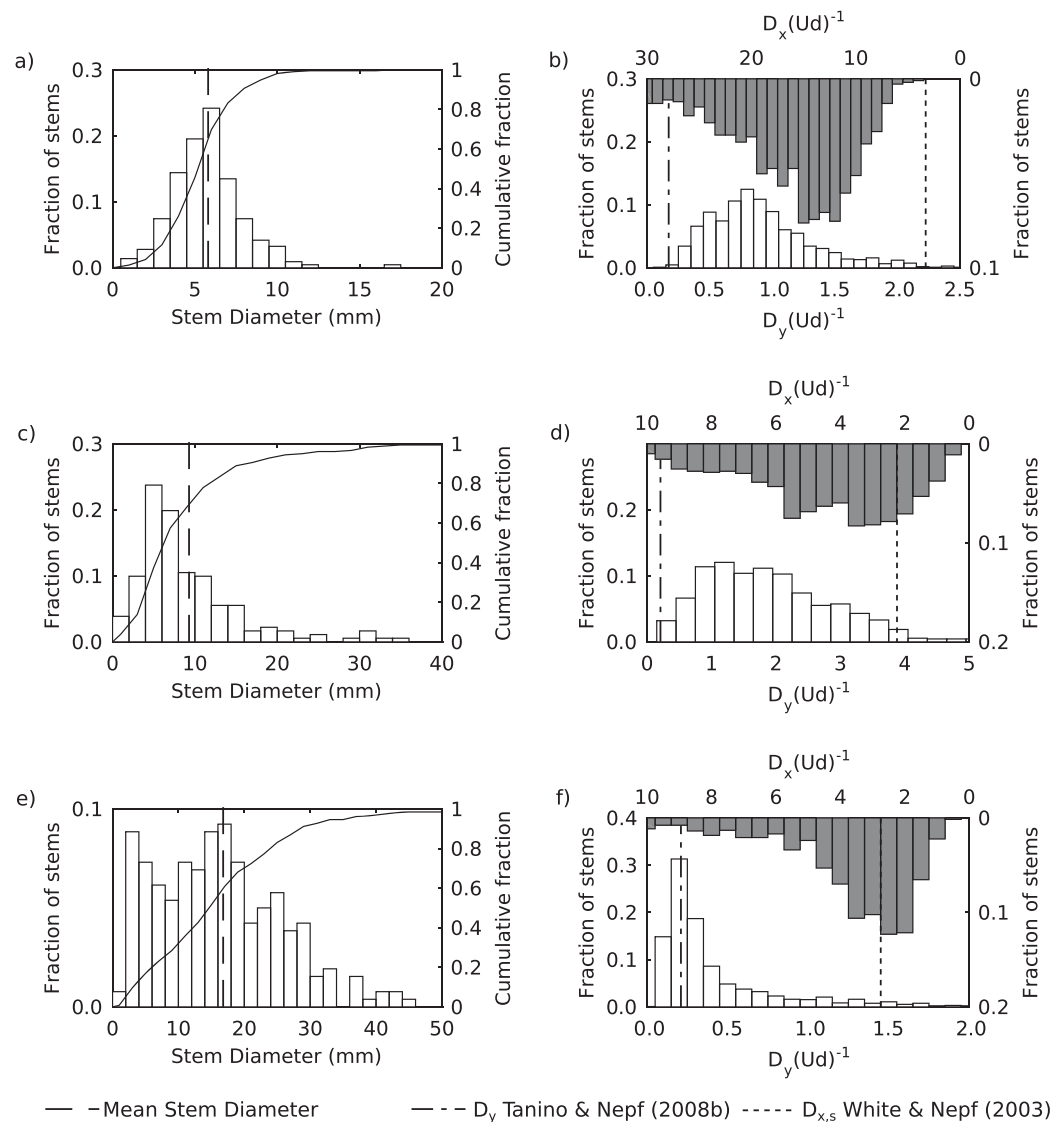 a)
0.3
0.2
0.1
0.0
Fraction of stems
1
0.8
0.6
0.4
0.2
0
Cumulative fraction
0 5 10 15 20
Stem Diameter (mm)
b)
D_x(Ud)^-1
30 20 10 0
0.3
0.2
0.1
0.0
Fraction of stems
0
0.1
Fraction of stems
0.0 0.5 1.0 1.5 2.0 2.5
D_y(Ud)^-1
c)
0.3
0.2
0.1
0.0
Fraction of stems
1
0.8
0.6
0.4
0.2
0
Cumulative fraction
0 10 20 30 40
Stem Diameter (mm)
d)
D_x(Ud)^-1
10 8 6 4 2 0
0.3
0.2
0.1
0.0
Fraction of stems
0
0.1
0.2
Fraction of stems
0 1 2 3 4 5
D_y(Ud)^-1
e)
0.1
0.0
Fraction of stems
1
0.8
0.6
0.4
0.2
0
Cumulative fraction
0 10 20 30 40 50
Stem Diameter (mm)
f)
D_x(Ud)^-1
10 8 6 4 2 0
0.4
0.3
0.2
0.1
0.0
Fraction of stems
0
0.1
0.2
Fraction of stems
0.0 0.5 1.0 1.5 2.0
D_y(Ud)^-1
Mean Stem Diameter
D_y Tanino & Nepf (2008b)
D_x,s White & Nepf (2003)